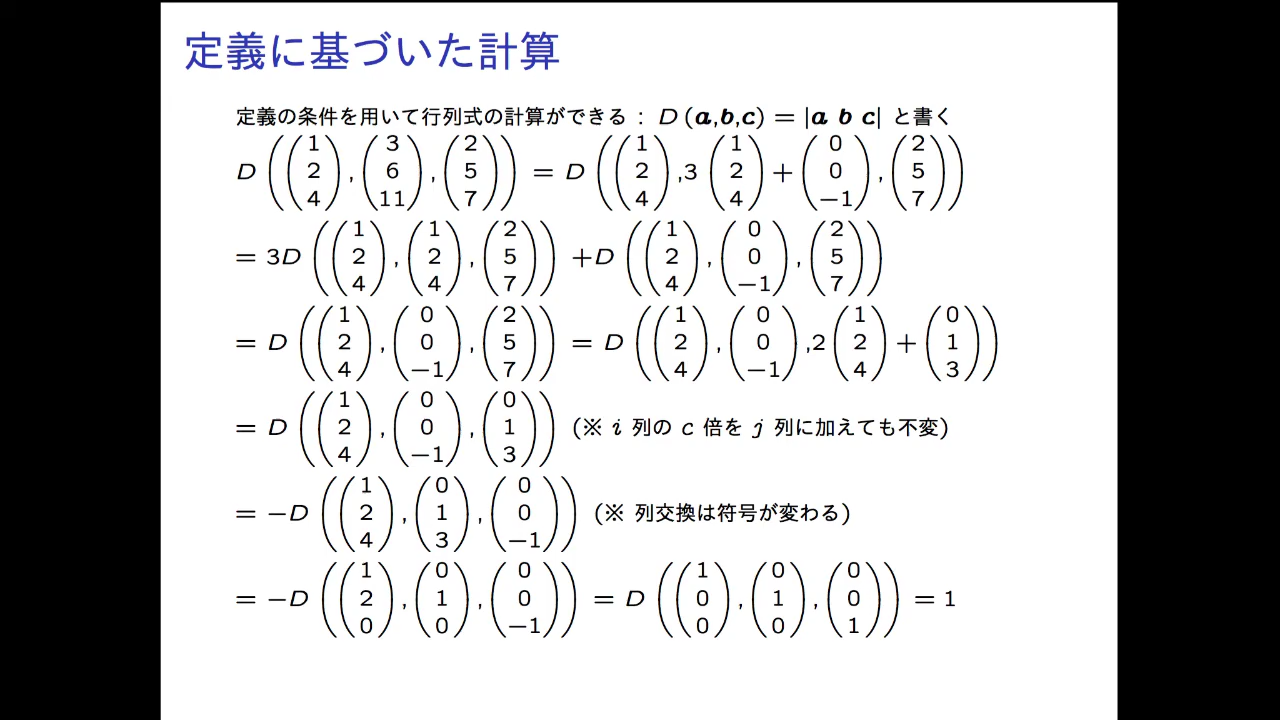 定義に基づいた計算
定義の条件を用いて行列式の計算ができる : D(a,b,c) = |a b c| と書く
D((1 2 4), (3 6 11), (2 5 7)) = D((1 2 4), 3(1 2 4) + (0 0 −1), (2 5 7))
= 3D((1 2 4), (1 2 4), (2 5 7)) + D((1 2 4), (0 0 −1), (2 5 7))
= D((1 2 4), (0 0 −1), (2 5 7)) = D((1 2 4), (0 0 −1), 2(1 2 4) + (0 1 3))
= D((1 2 4), (0 0 −1), (0 1 3)) (※ i 列の c 倍を j 列に加えても不変)
= −D((1 2 4), (0 1 3), (0 0 −1)) (※ 列交換は符号が変わる)
= −D((1 2 0), (0 1 0), (0 0 −1)) = D((1 0 0), (0 1 0), (0 0 1)) = 1